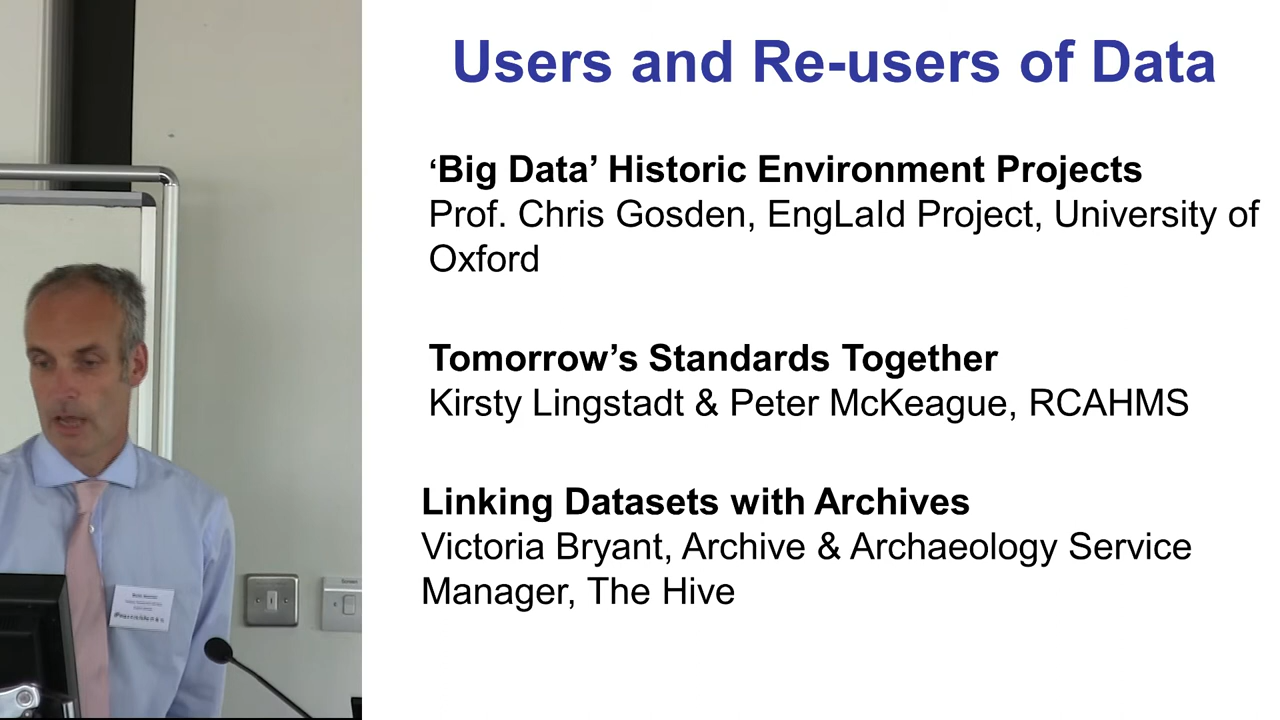 Users and Re-users of Data
‘Big Data’ Historic Environment Projects
Prof. Chris Gosden, EngLaId Project, University of
Oxford
Tomorrow’s Standards Together
Kirsty Lingstadt & Peter McKeague, RCAHMS
Linking Datasets with Archives
Victoria Bryant, Archive & Archaeology Service
Manager, The Hive